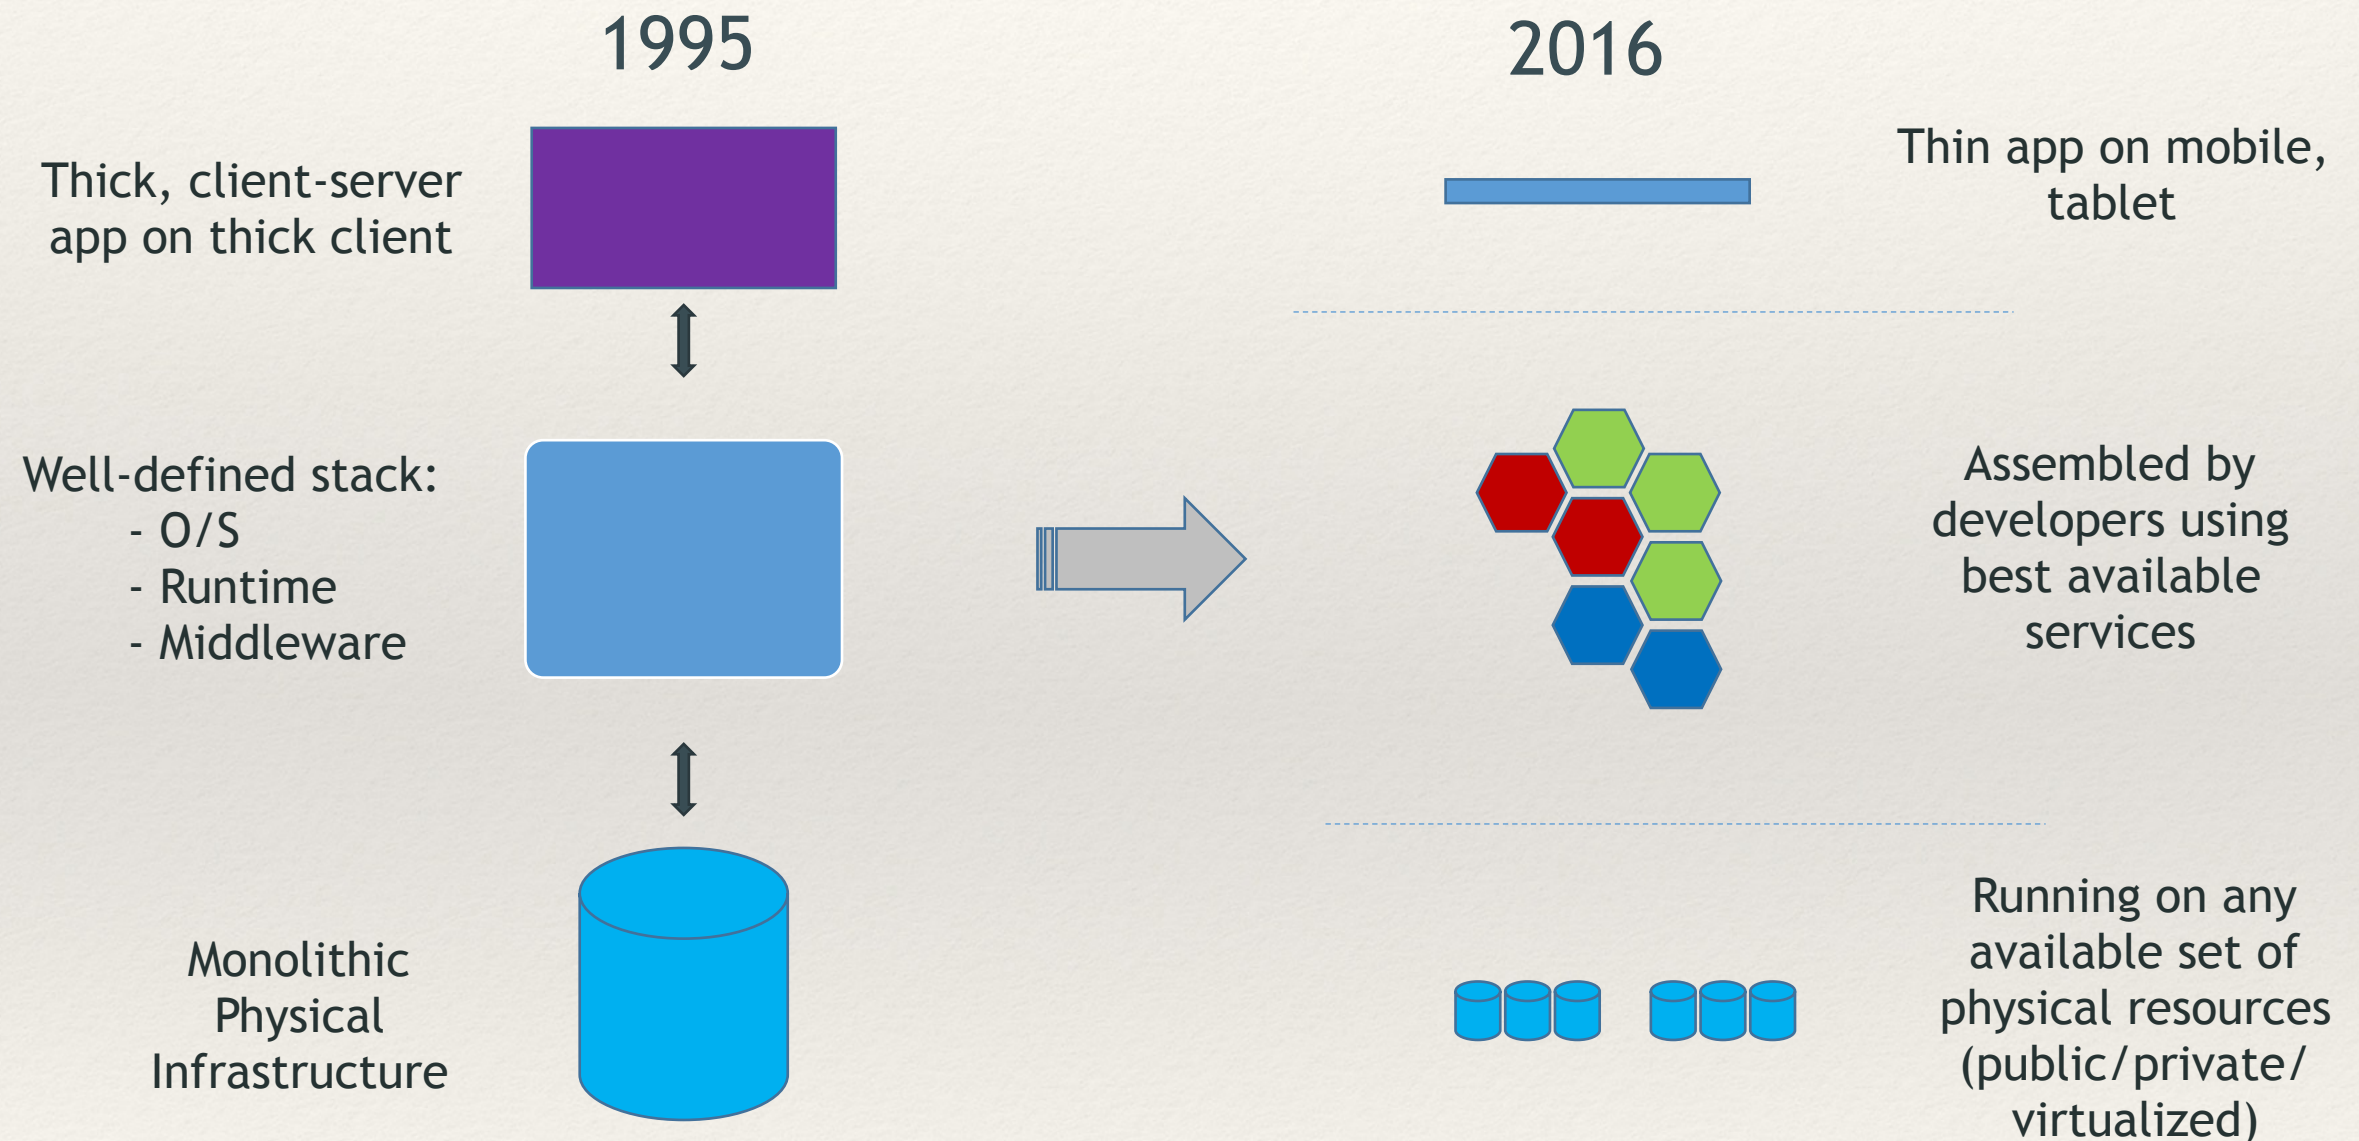 1995
Thick, client-server
app on thick client
Well-defined stack:
- O/S
- Runtime
- Middleware
Monolithic
Physical
Infrastructure
2016
Thin app on mobile,
tablet
Assembled by
developers using
best available
services
Running on any
available set of
physical resources
(public/private/
virtualized)